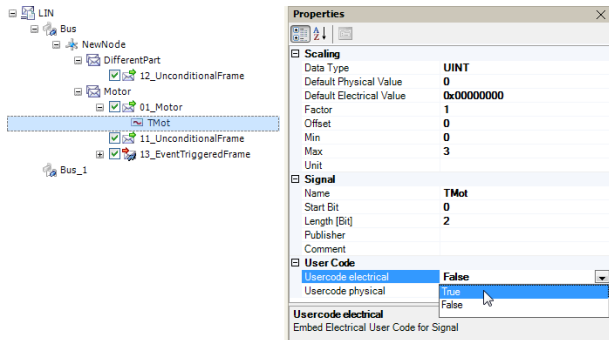 LIN
Bus
NewNode
DifferentPart
12_UnconditionalFrame
Motor
01_Motor
TMot
11_UnconditionalFrame
13_EventTriggeredFrame
Bus_1
Properties
Scaling
Data Type UINT
Default Physical Value 0
Default Electrical Value 0x00000000
Factor 1
Offset 0
Min 0
Max 3
Unit
Signal
Name TMot
Start Bit 0
Length [Bit] 2
Publisher
Comment
User Code
Usercode electrical False
Usercode physical True
False
Usercode electrical
Embed Electrical User Code for Signal